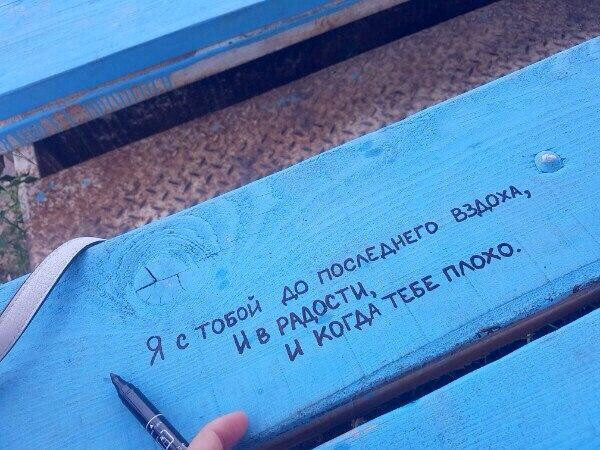 Я С ТОБОЙ ДО ПОСЛЕДНЕГО ВЗДОХА,
И В РАДОСТИ,
И КОГДА ТЕБЕ ПЛОХО.